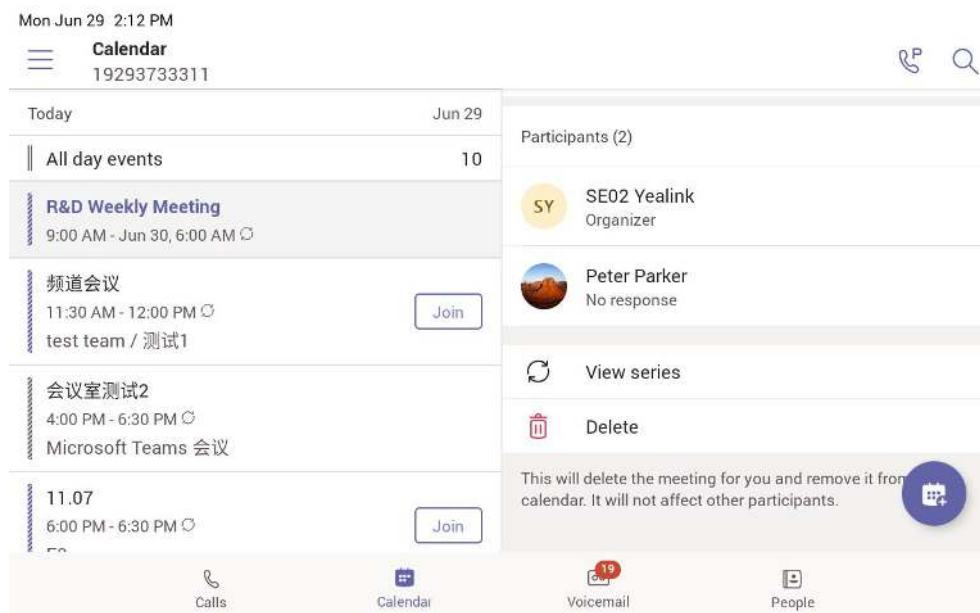 Mon Jun 29 2:12 PM
Calendar
19293733311
P
Today Jun 29
All day events 10
R&D Weekly Meeting
9:00 AM - Jun 30, 6:00 AM
频道会议
11:30 AM - 12:00 PM
Join
test team / 测试1
会议室测试2
4:00 PM - 6:30 PM
Microsoft Teams 会议
11.07
6:00 PM - 6:30 PM
Join
Participants (2)
SY
SE02 Yealink
Organizer
Peter Parker
No response
View series
Delete
This will delete the meeting for you and remove it from
calendar. It will not affect other participants.
Calls
Calendar
19
Voicemail
People